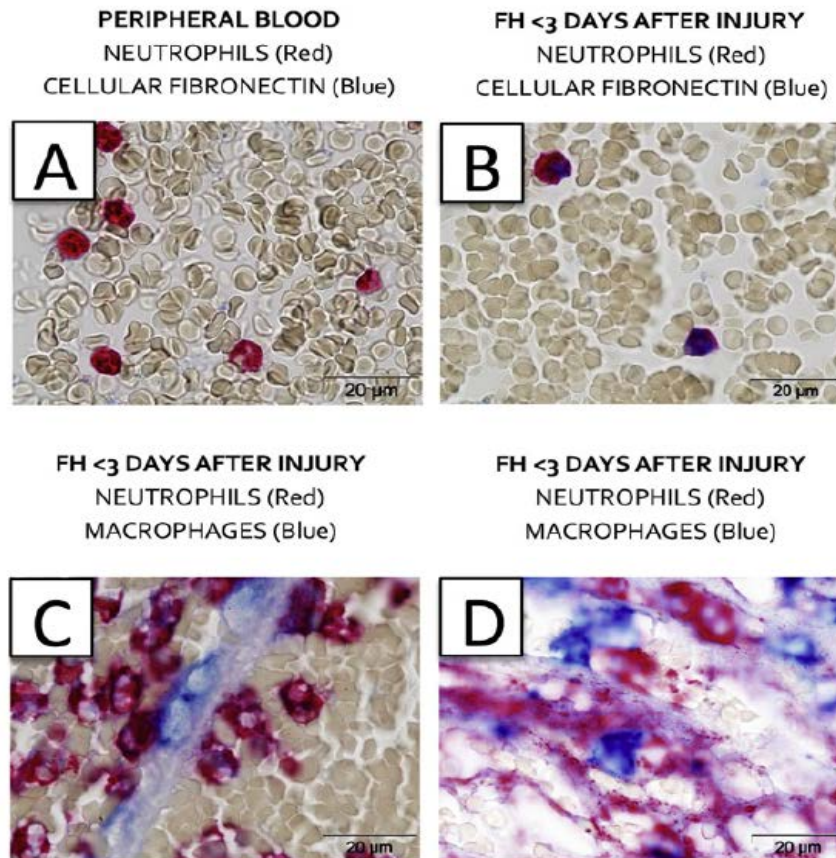 PERIPHERAL BLOOD
NEUTROPHILS (Red)
CELLULAR FIBRONECTIN (Blue)
A
20 µm
FH <3 DAYS AFTER INJURY
NEUTROPHILS (Red)
CELLULAR FIBRONECTIN (Blue)
B
20 µm
FH <3 DAYS AFTER INJURY
NEUTROPHILS (Red)
MACROPHAGES (Blue)
C
20 µm
FH <3 DAYS AFTER INJURY
NEUTROPHILS (Red)
MACROPHAGES (Blue)
D
20 µm